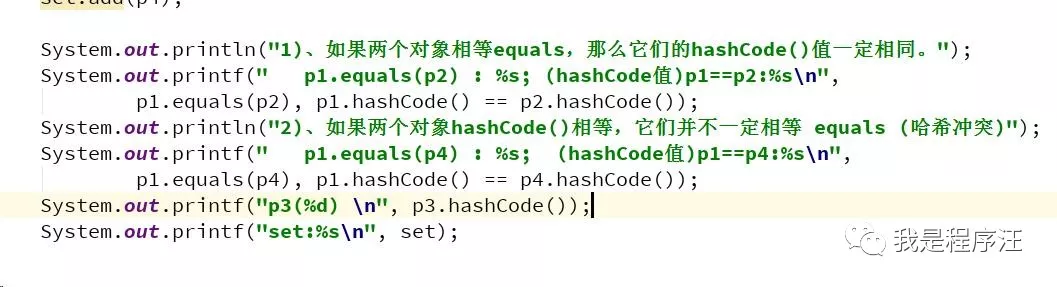 set.add(p4);
System.out.println("1)、如果两个对象相等equals，那么它们的hashCode()值一定相同。");
System.out.printf("   p1.equals(p2) : %s; (hashCode值)p1==p2:%s\n",
p1.equals(p2), p1.hashCode() == p2.hashCode());
System.out.println("2)、如果两个对象hashCode()相等，它们并不一定相等 equals (哈希冲突)");
System.out.printf("   p1.equals(p4) : %s;  (hashCode值)p1==p4:%s\n",
p1.equals(p4), p1.hashCode() == p4.hashCode());
System.out.printf("p3(%d) \n", p3.hashCode());
System.out.printf("set:%s\n", set);
我是程序汪